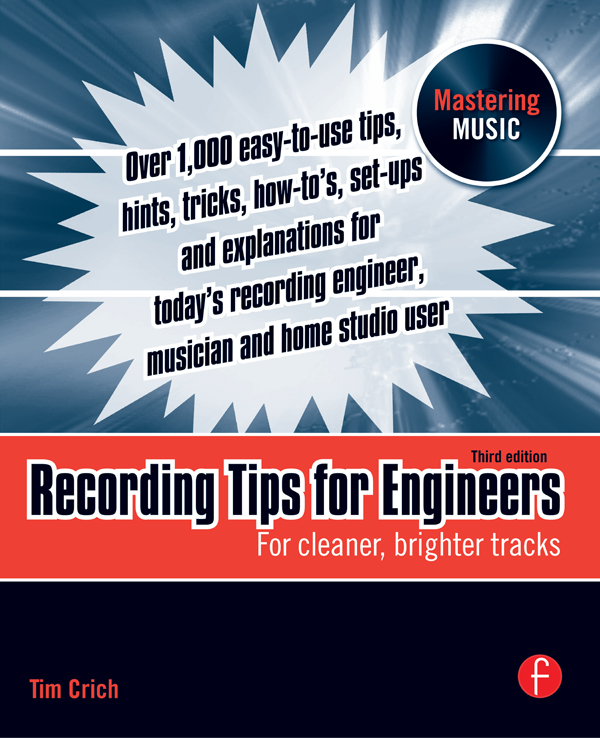 Mastering
MUSIC
Over 1,000 easy-to-use tips,
hints, tricks, how-to's, set-ups
and explanations for
today's recording engineer,
musician and home studio user
Third edition
Recording Tips for Engineers
For cleaner, brighter tracks
Tim Crich
f